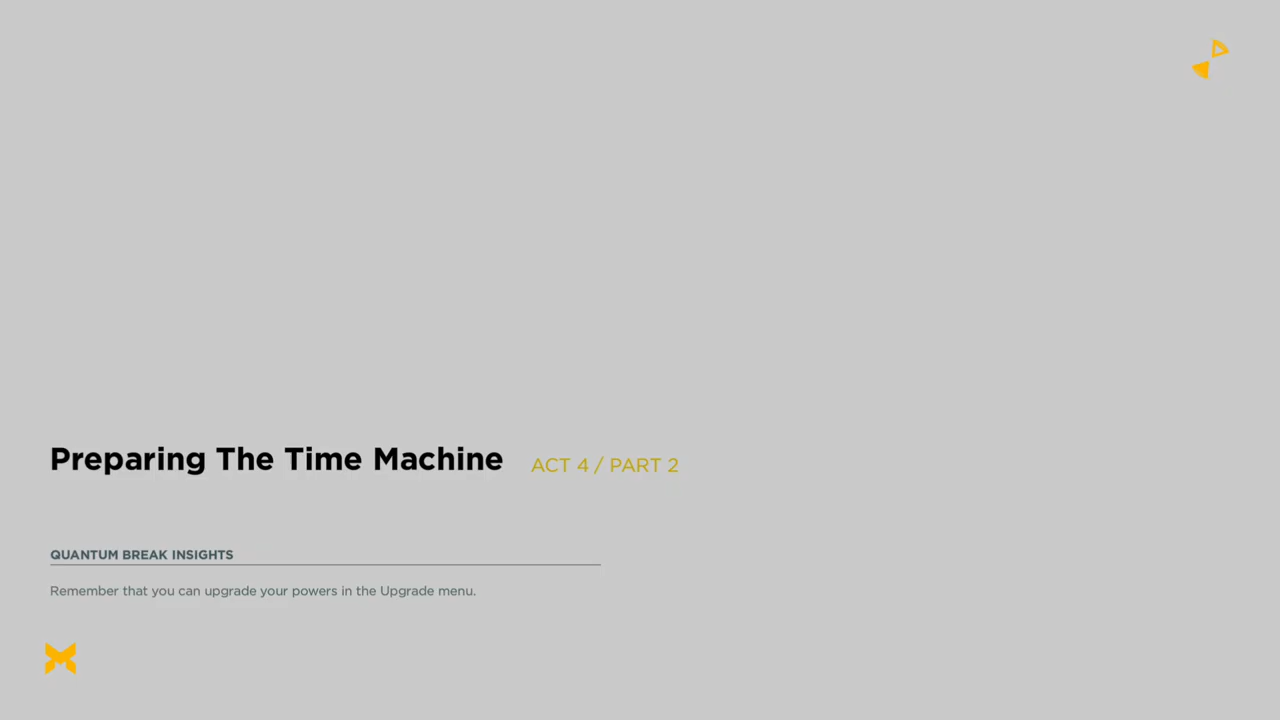 Preparing The Time Machine ACT 4 / PART 2
QUANTUM BREAK INSIGHTS
Remember that you can upgrade your powers in the Upgrade menu.